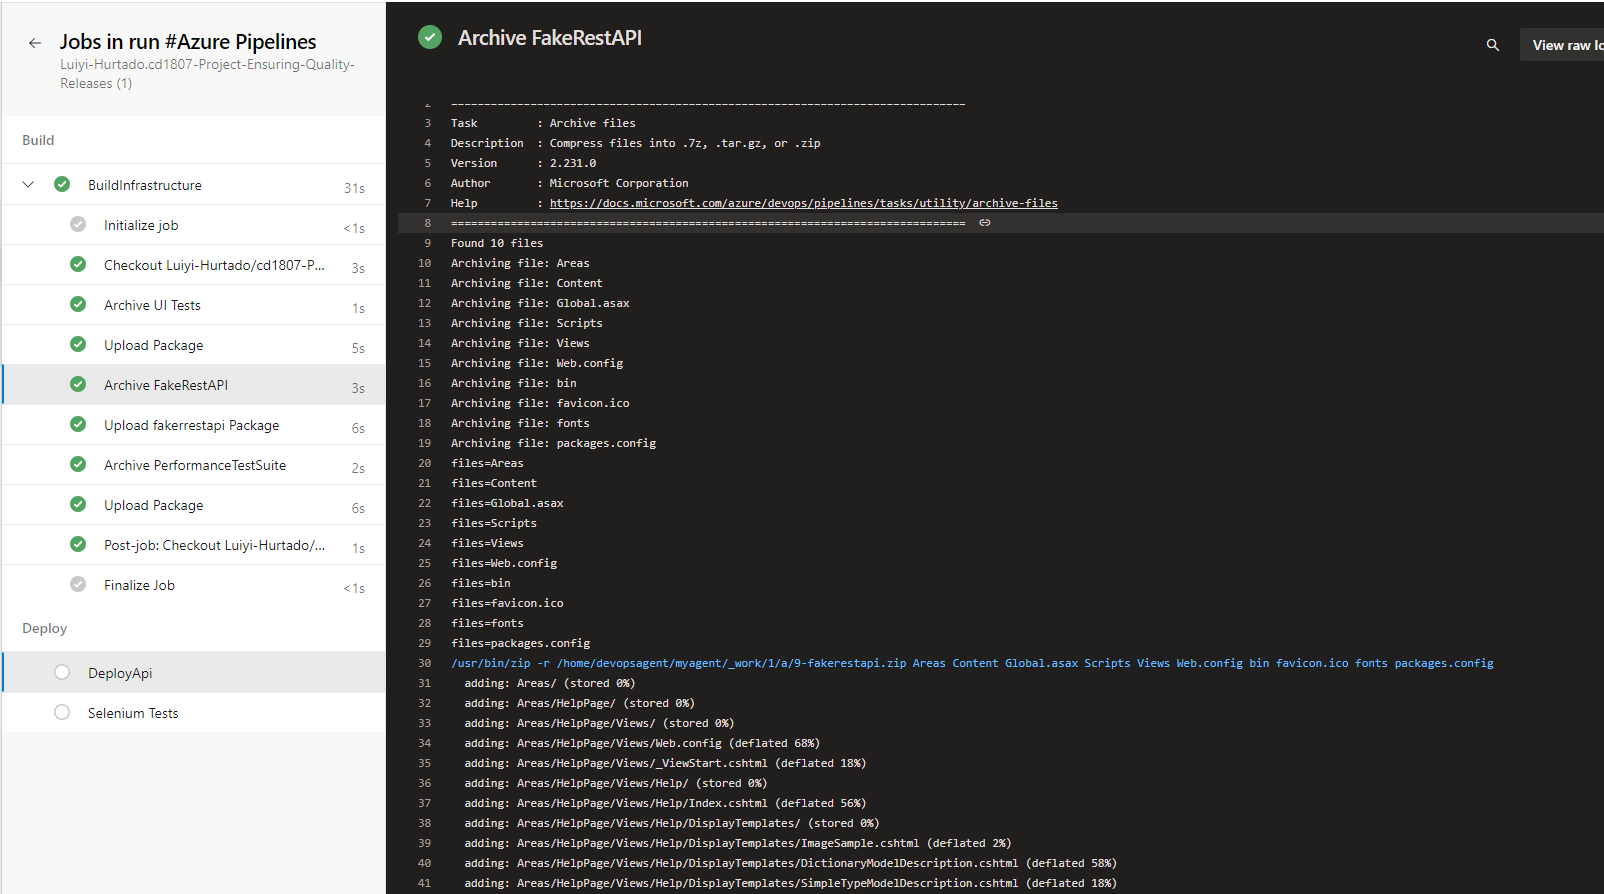 Jobs in run #Azure Pipelines
Luiyi-Hurtado.cd1807-Project-Ensuring-Quality-
Releases (1)
Build
BuildInfrastructure 31s
Initialize job <1s
Checkout Luiyi-Hurtado/cd1807-P... 3s
Archive UI Tests 1s
Upload Package 5s
Archive FakeRestAPI 3s
Upload fakerrestapi Package 6s
Archive PerformanceTestSuite 2s
Upload Package 6s
Post-job: Checkout Luiyi-Hurtado/... 1s
Finalize Job <1s
Deploy
DeployApi
Selenium Tests
Archive FakeRestAPI
View raw lo
2 ------------------------------------------------------------------------------
3 Task : Archive files
4 Description : Compress files into .7z, .tar.gz, or .zip
5 Version : 2.231.0
6 Author : Microsoft Corporation
7 Help : https://docs.microsoft.com/azure/devops/pipelines/tasks/utility/archive-files
8 ==============================================================================
9 Found 10 files
10 Archiving file: Areas
11 Archiving file: Content
12 Archiving file: Global.asax
13 Archiving file: Scripts
14 Archiving file: Views
15 Archiving file: Web.config
16 Archiving file: bin
17 Archiving file: favicon.ico
18 Archiving file: fonts
19 Archiving file: packages.config
20 files=Areas
21 files=Content
22 files=Global.asax
23 files=Scripts
24 files=Views
25 files=Web.config
26 files=bin
27 files=favicon.ico
28 files=fonts
29 files=packages.config
30 /usr/bin/zip -r /home/devopsagent/myagent/_work/1/a/9-fakerestapi.zip Areas Content Global.asax Scripts Views Web.config bin favicon.ico fonts packages.config
31 adding: Areas/ (stored 0%)
32 adding: Areas/HelpPage/ (stored 0%)
33 adding: Areas/HelpPage/Views/ (stored 0%)
34 adding: Areas/HelpPage/Views/Web.config (deflated 68%)
35 adding: Areas/HelpPage/Views/_ViewStart.cshtml (deflated 18%)
36 adding: Areas/HelpPage/Views/Help/ (stored 0%)
37 adding: Areas/HelpPage/Views/Help/Index.cshtml (deflated 56%)
38 adding: Areas/HelpPage/Views/Help/DisplayTemplates/ (stored 0%)
39 adding: Areas/HelpPage/Views/Help/DisplayTemplates/ImageSample.cshtml (deflated 2%)
40 adding: Areas/HelpPage/Views/Help/DisplayTemplates/DictionaryModelDescription.cshtml (deflated 58%)
41 adding: Areas/HelpPage/Views/Help/DisplayTemplates/SimpleTypeModelDescription.cshtml (deflated 18%)